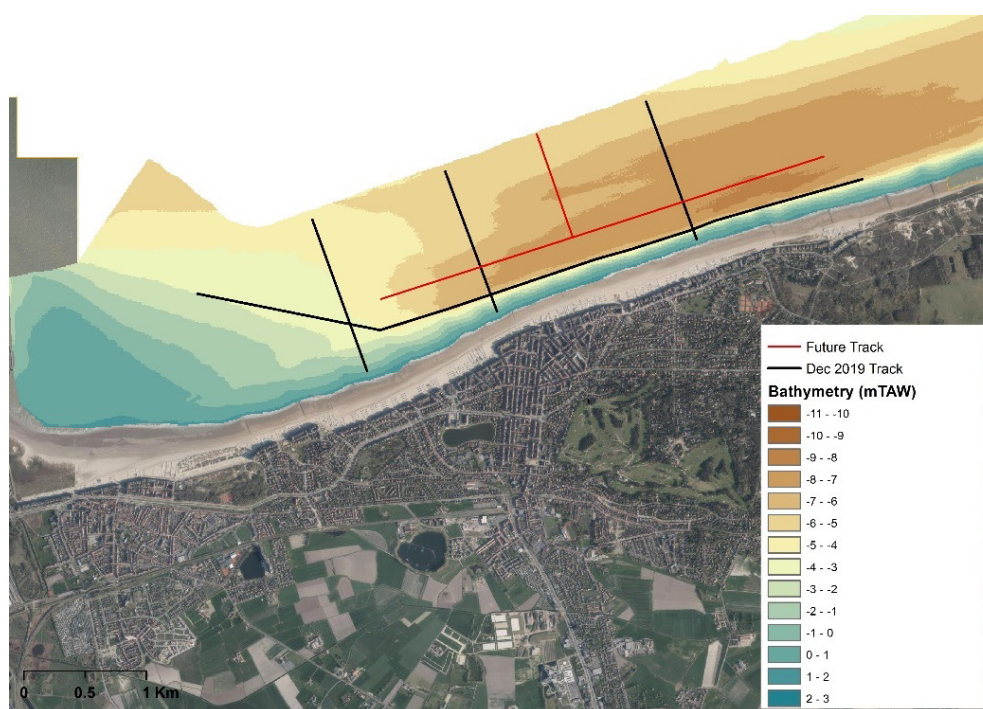 Future Track
Dec 2019 Track
Bathymetry (mTAW)
-11 - -10
-10 - -9
-9 - -8
-8 - -7
-7 - -6
-6 - -5
-5 - -4
-4 - -3
-3 - -2
-2 - -1
-1 - 0
0 - 1
1 - 2
2 - 3
0 0.5 1 Km